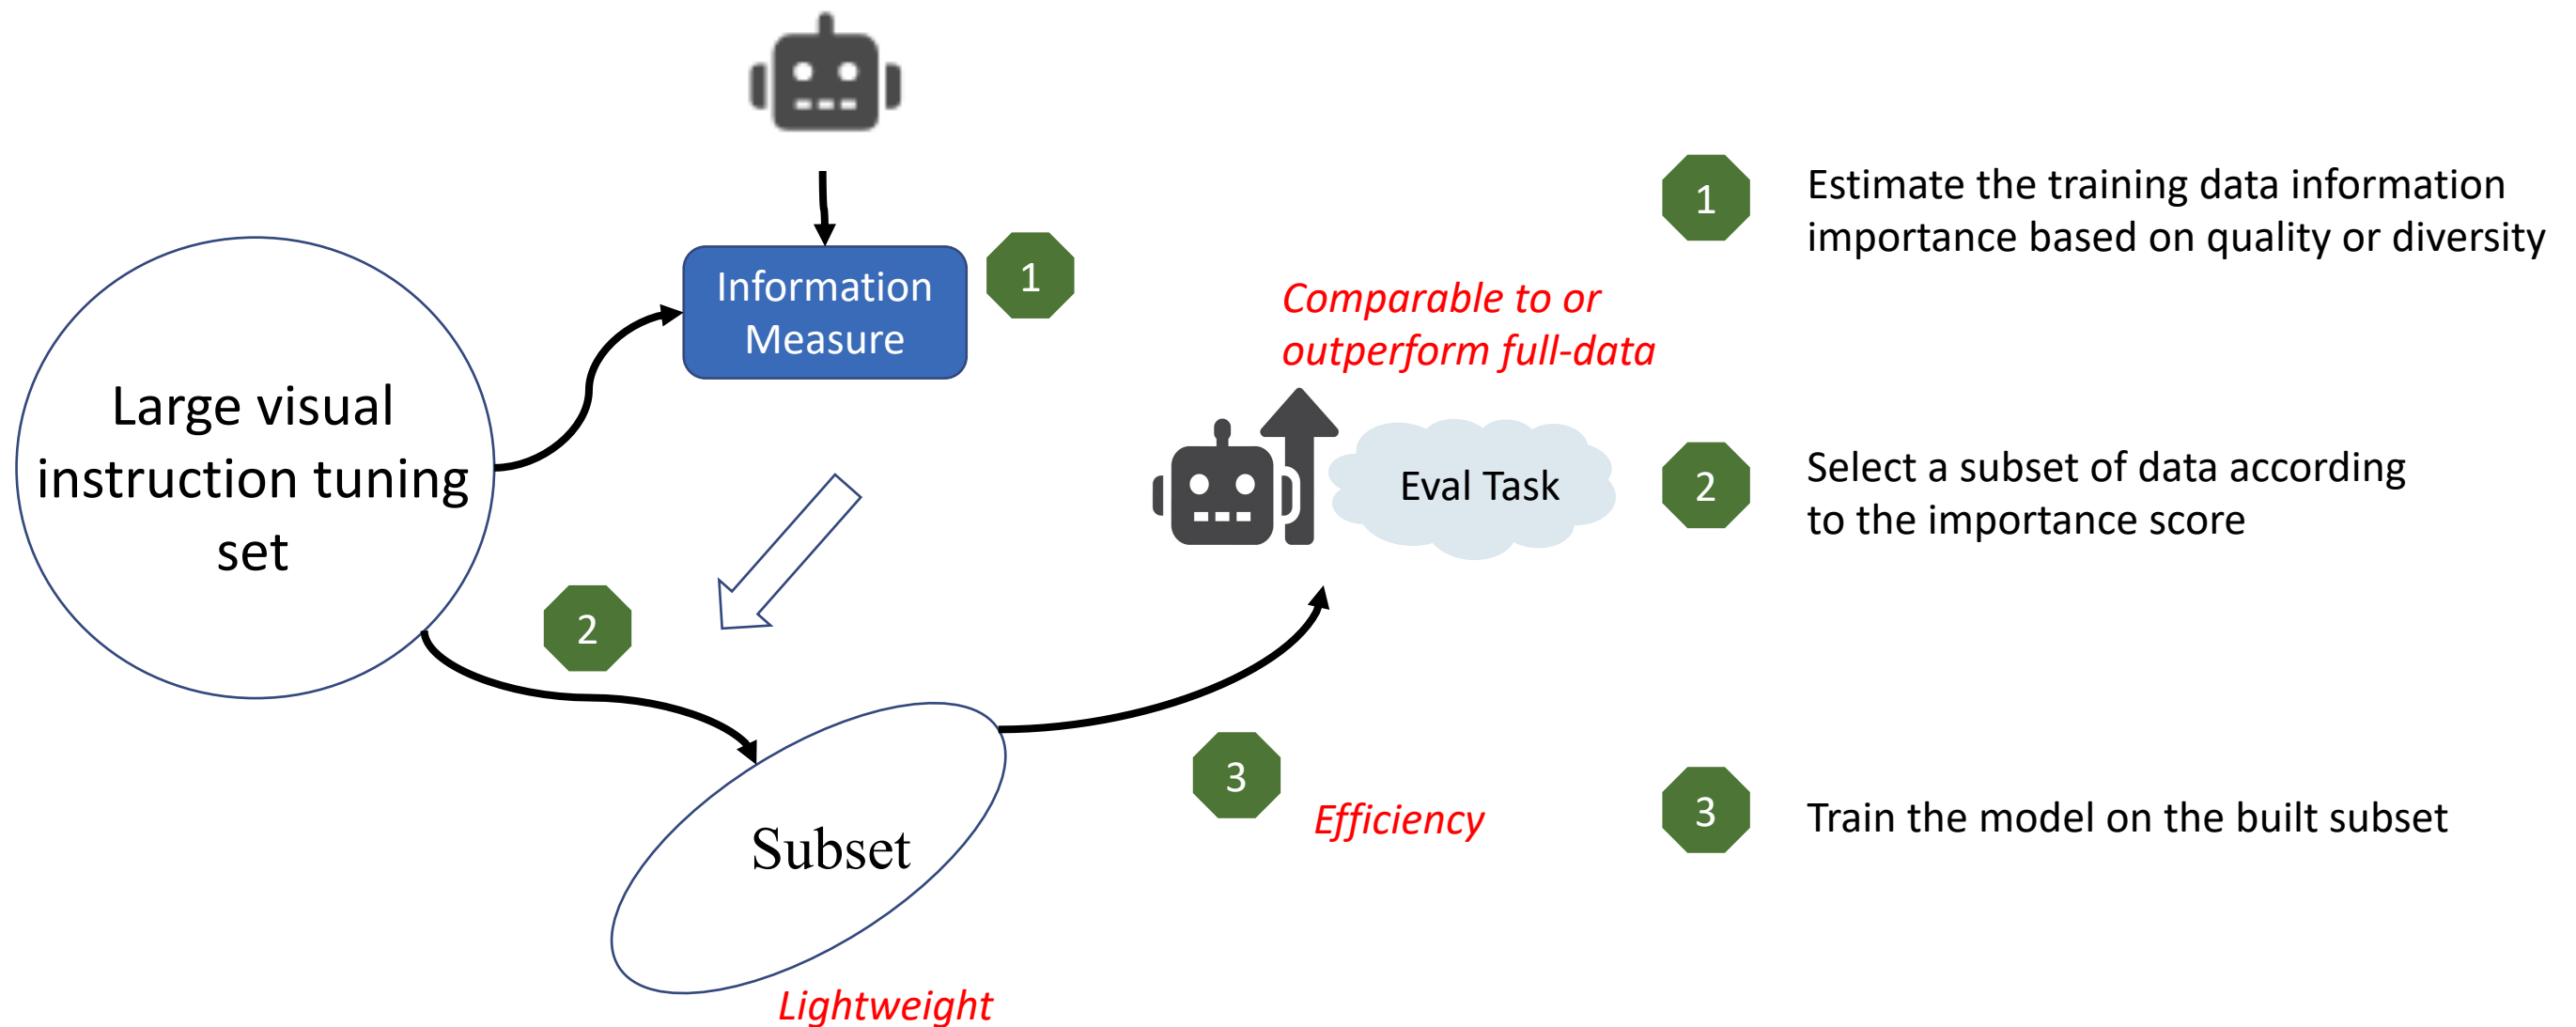 Information
Measure
1
Large visual
instruction tuning
set
2
Subset
Lightweight
3
Efficiency
Comparable to or
outperform full-data
Eval Task
1
Estimate the training data information
importance based on quality or diversity
2
Select a subset of data according
to the importance score
3
Train the model on the built subset